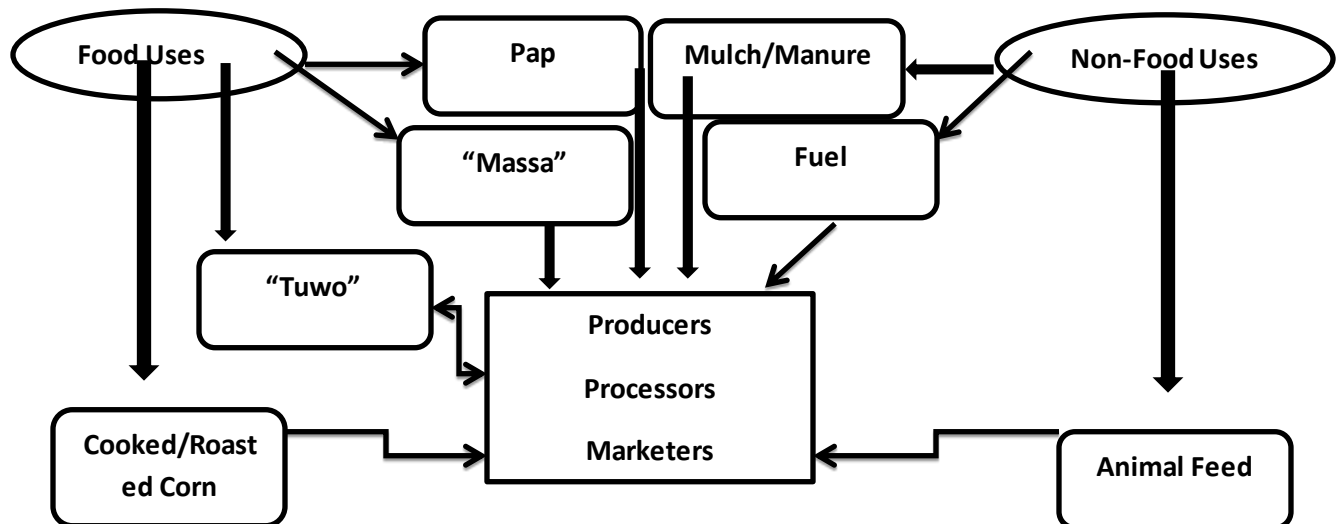 Food Uses
Pap
Mulch/Manure
Non-Food Uses
“Massa”
Fuel
“Tuwo”
Producers
Processors
Marketers
Cooked/Roast
ed Corn
Animal Feed